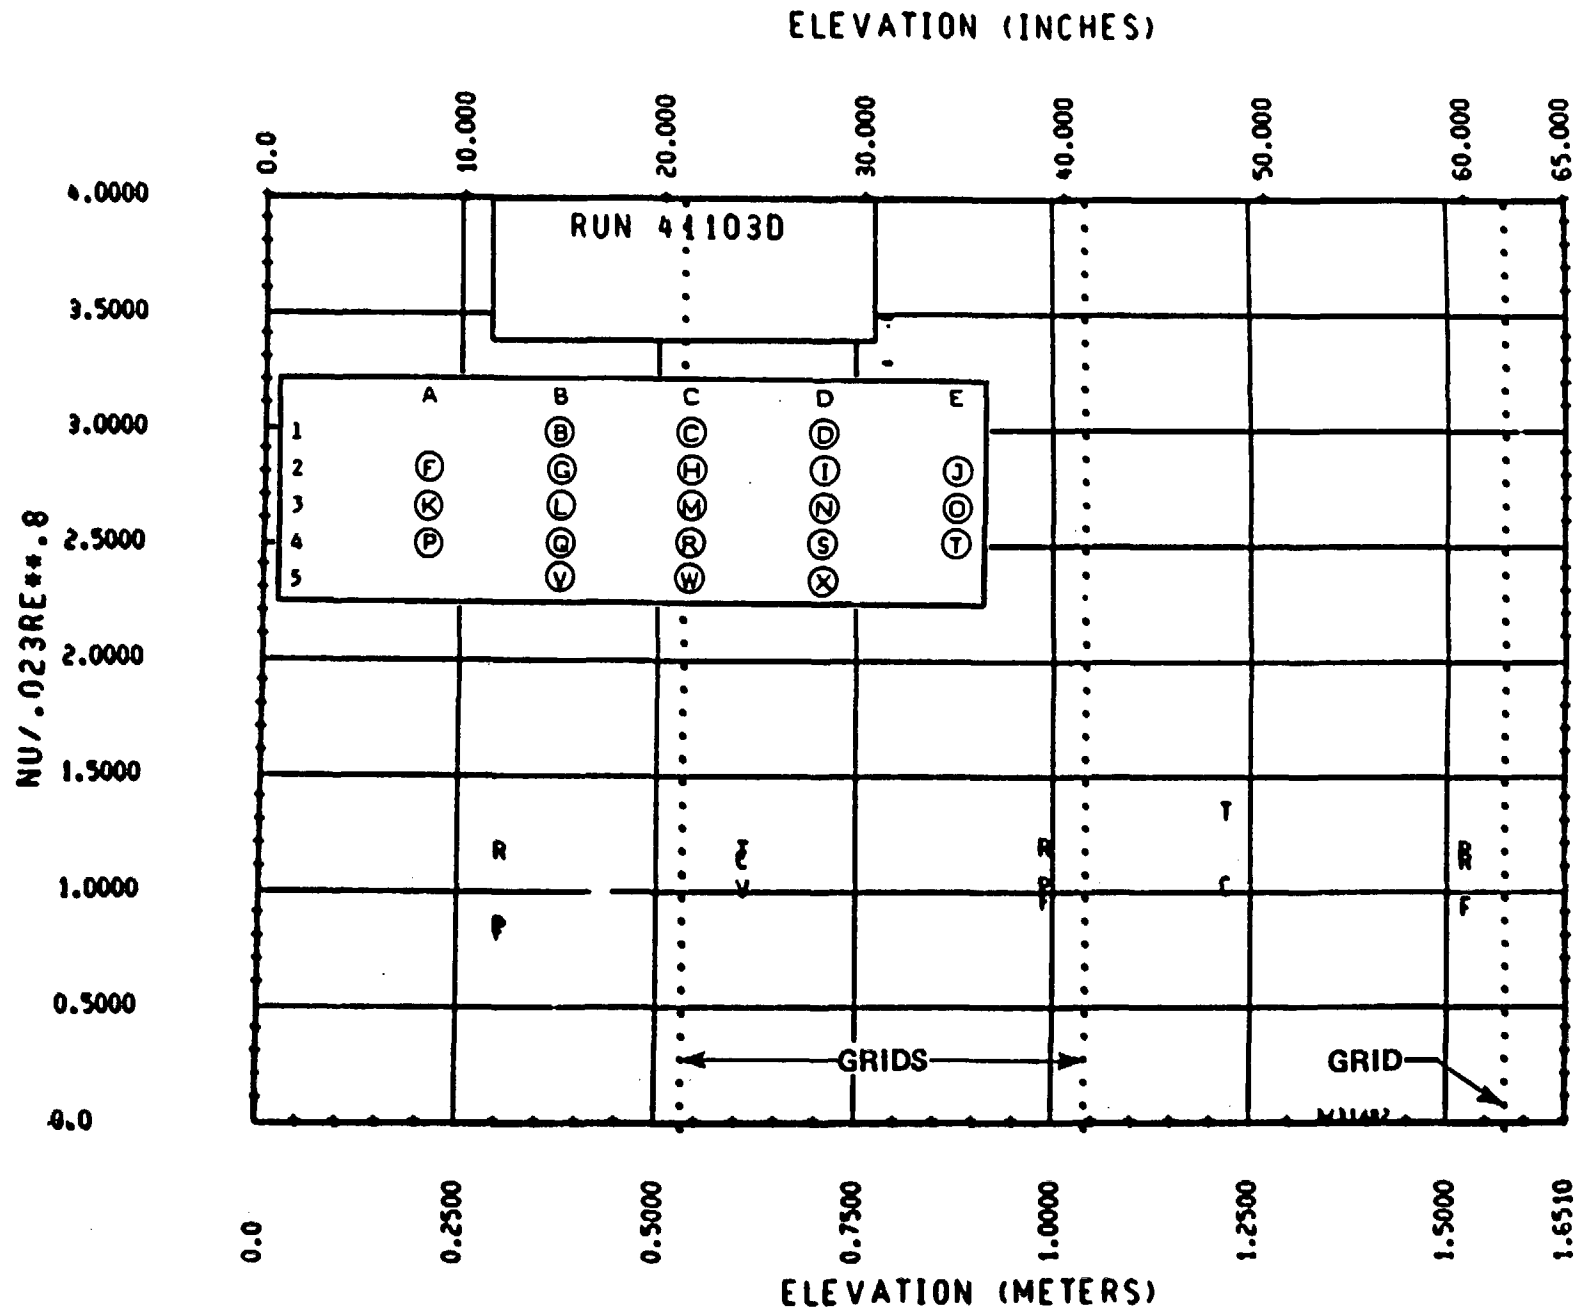 ELEVATION (INCHES)
0.0 10.000 20.000 30.000 40.000 50.000 60.000 65.000
4.0000
RUN 41103D
3.5000
A B C D E
3.0000
1 B C D
2 F G H I J
3 K L M N O
4 P Q R S T
2.5000
5 V W X
NU/.023RE**.8
2.0000
1.5000
T
R
R
C
V
1.0000
C
F
0.5000
GRIDS
GRID
0.0
0.0 0.2500 0.5000 0.7500 1.0000 1.2500 1.5000 1.6510
ELEVATION (METERS)